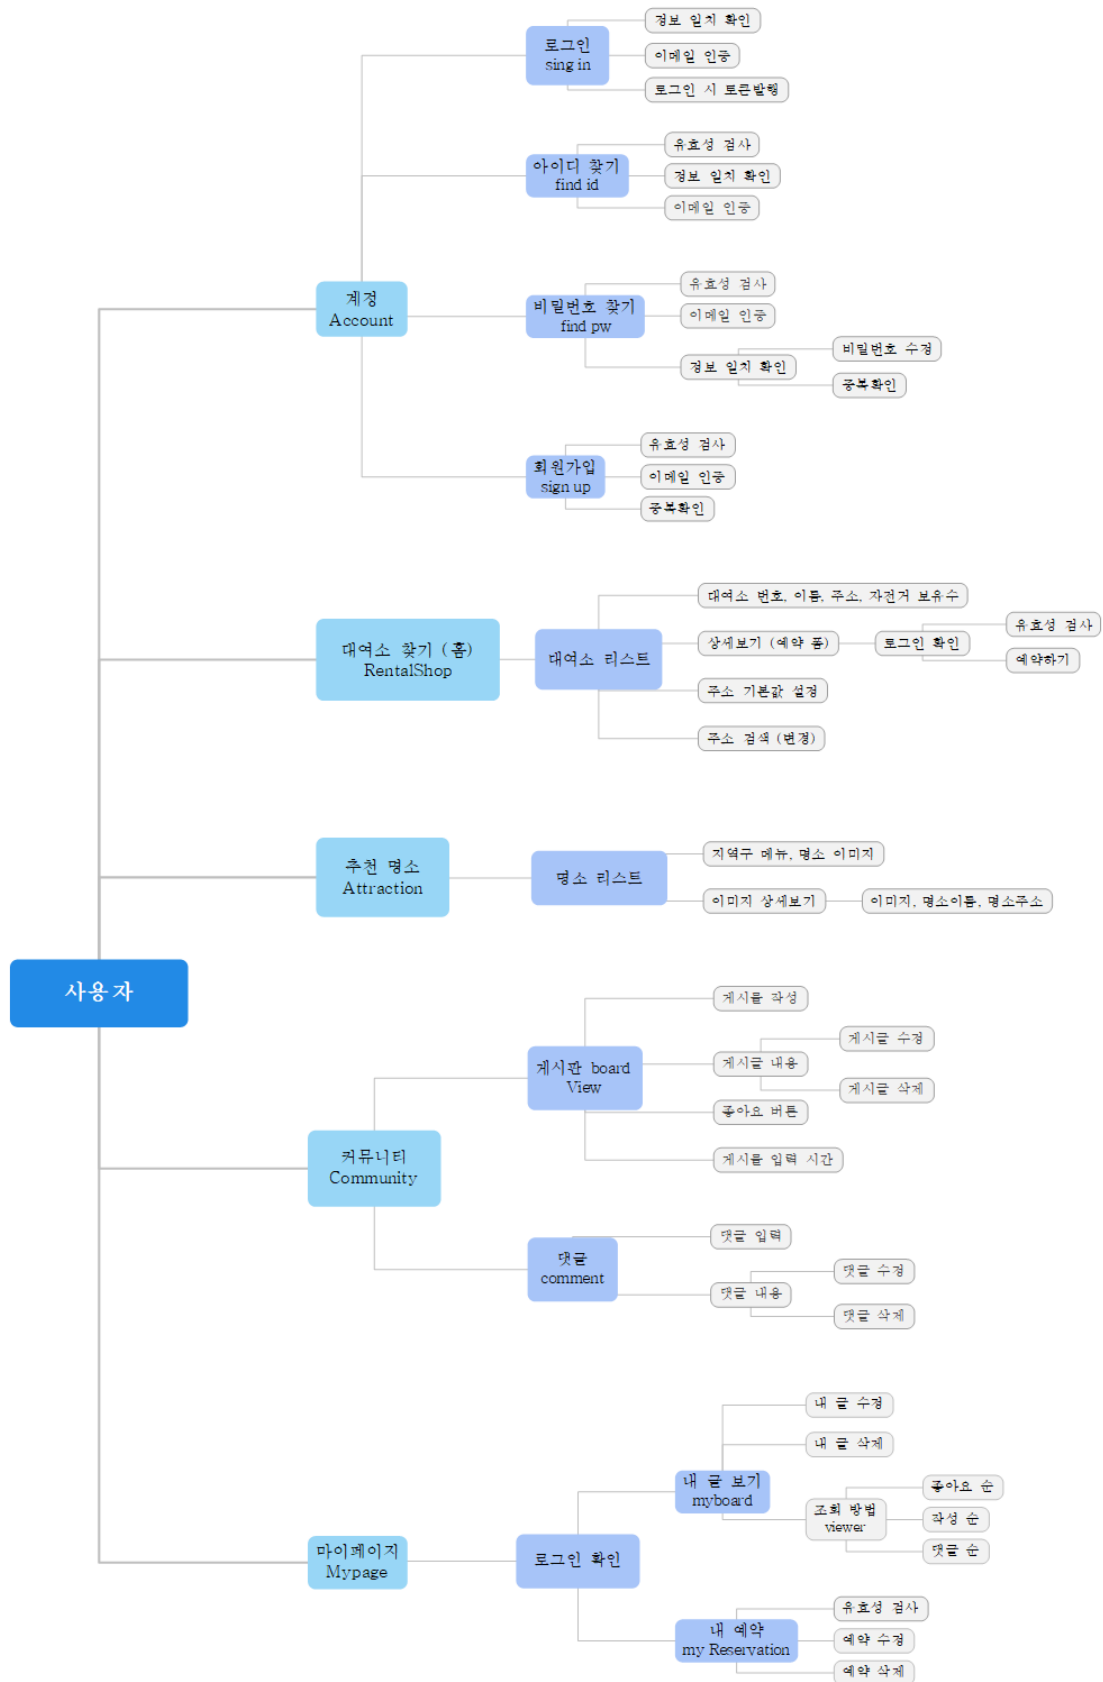 정보 일치 확인
로그인
sing in
이메일 인증
로그인 시 토큰발행
유효성 검사
아이디 찾기
find id
정보 일치 확인
이메일 인증
계정
Account
유효성 검사
비밀번호 찾기
find pw
이메일 인증
정보 일치 확인
비밀번호 수정
중복확인
유효성 검사
회원가입
sign up
이메일 인증
중복확인
대여소 찾기 (홈)
RentalShop
대여소 리스트
대여소 번호, 이름, 주소, 자전거 보유수
상세보기 (예약 폼)
로그인 확인
유효성 검사
예약하기
주소 기본값 설정
주소 검색 (변경)
추천 명소
Attraction
명소 리스트
지역구 메뉴, 명소 이미지
이미지 상세보기
이미지, 명소이름, 명소주소
사용자
커뮤니티
Community
게시판 board
View
게시물 작성
게시글 내용
게시글 수정
게시글 삭제
좋아요 버튼
게시물 입력 시간
댓글
comment
댓글 입력
댓글 내용
댓글 수정
댓글 삭제
마이페이지
Mypage
로그인 확인
내 글 보기
myboard
내 글 수정
내 글 삭제
조회 방법
viewer
좋아요 순
작성 순
댓글 순
내 예약
my Reservation
유효성 검사
예약 수정
예약 삭제